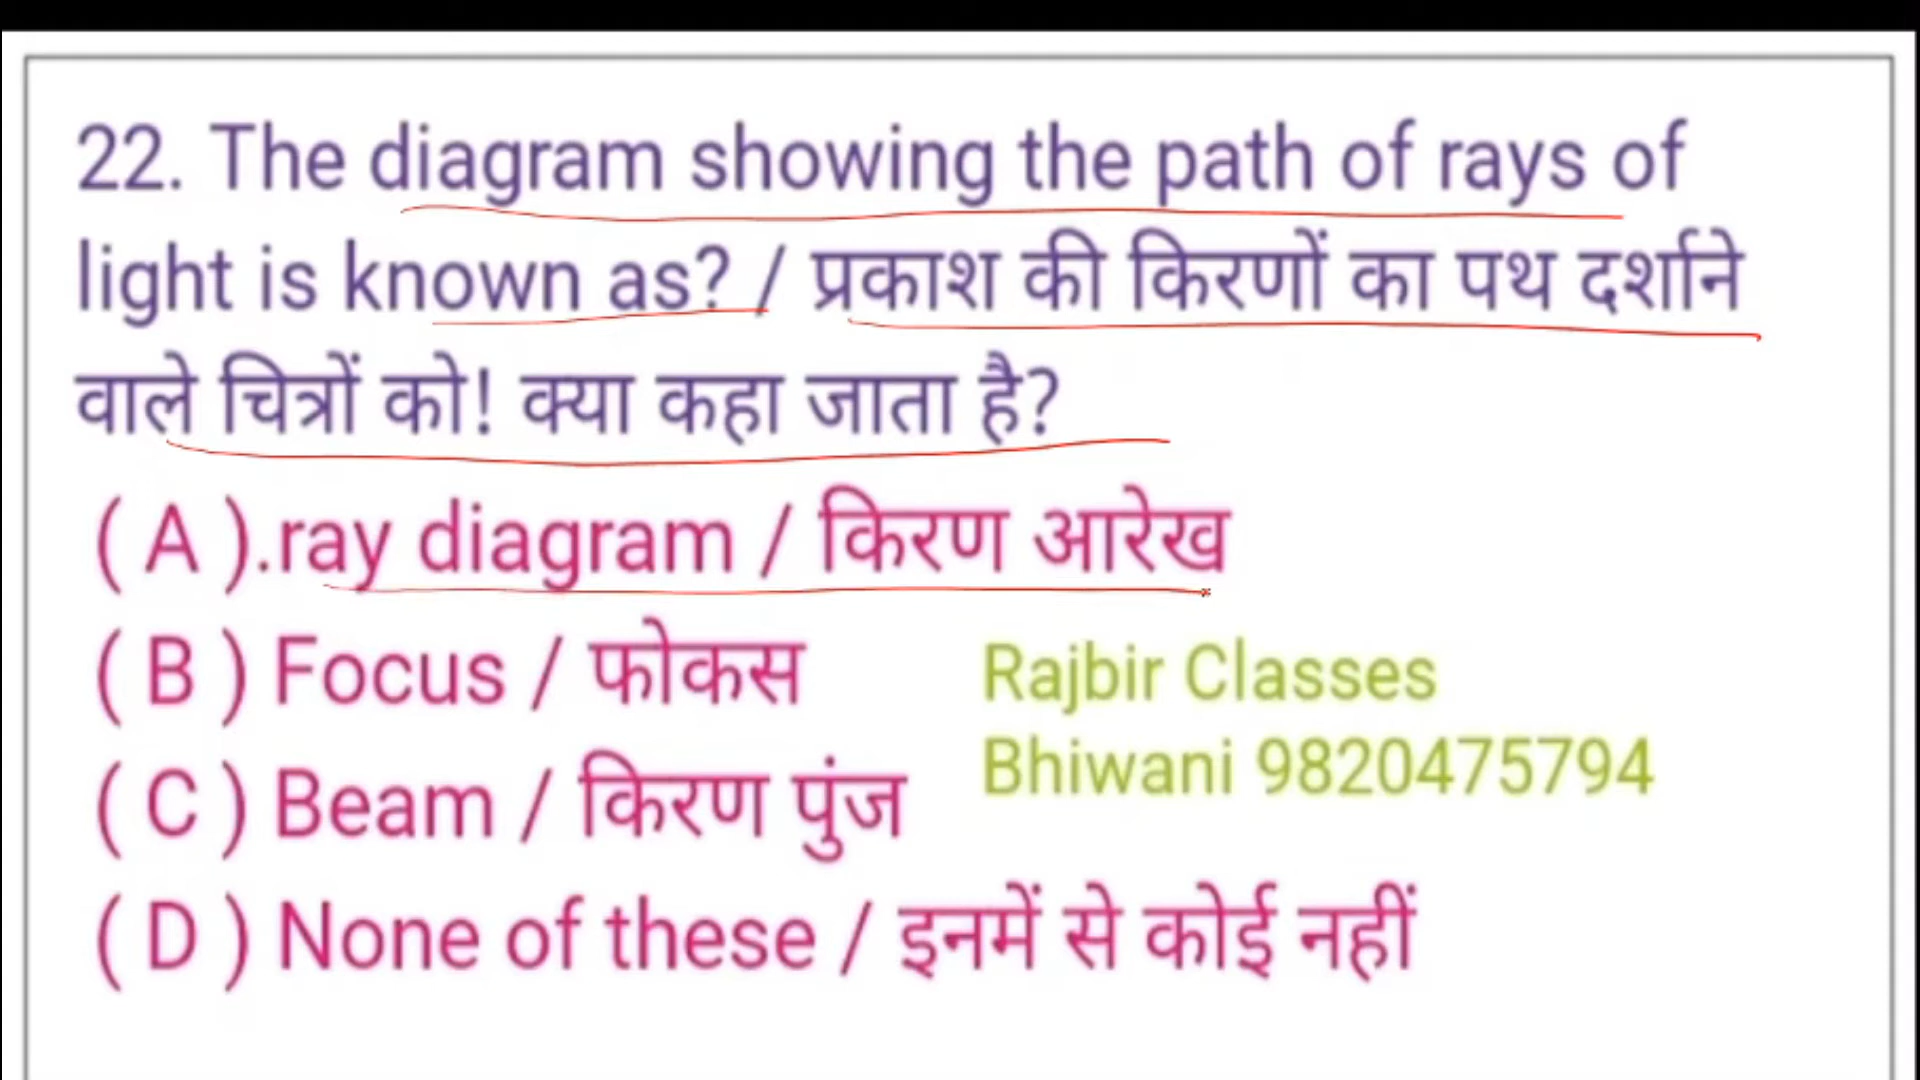 22. The diagram showing the path of rays of
light is known as? / प्रकाश की किरणों का पथ दर्शाने
वाले चित्रों को! क्या कहा जाता है?
( A ).ray diagram / किरण आरेख
( B ) Focus / फोकस
( C ) Beam / किरण पुंज
( D ) None of these / इनमें से कोई नहीं
Rajbir Classes
Bhiwani 9820475794